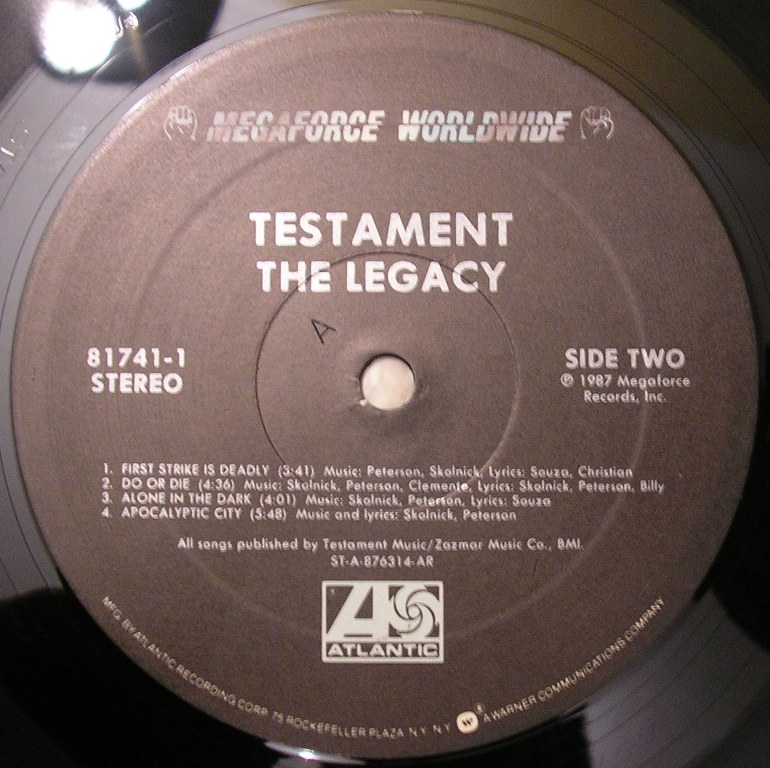 MEGAFORCE WORLDWIDE
TESTAMENT
THE LEGACY
A
81741-1
STEREO
SIDE TWO
℗ 1987 Megaforce
Records, Inc.
1. FIRST STRIKE IS DEADLY (3:41) Music: Peterson, Skolnick, Lyrics: Souza, Christian
2. DO OR DIE (4:36) Music: Skolnick, Peterson, Clemente, Lyrics: Skolnick, Peterson, Billy
3. ALONE IN THE DARK (4:01) Music: Skolnick, Peterson, Lyrics: Souza
4. APOCALYPTIC CITY (5:48) Music and lyrics: Skolnick, Peterson
All songs published by Testament Music/Zazmar Music Co., BMI.
ST-A-876314-AR
ATLANTIC
MFG. BY ATLANTIC RECORDING CORP. 75 ROCKEFELLER PLAZA. N.Y. N.Y. W ® A WARNER COMMUNICATIONS COMPANY